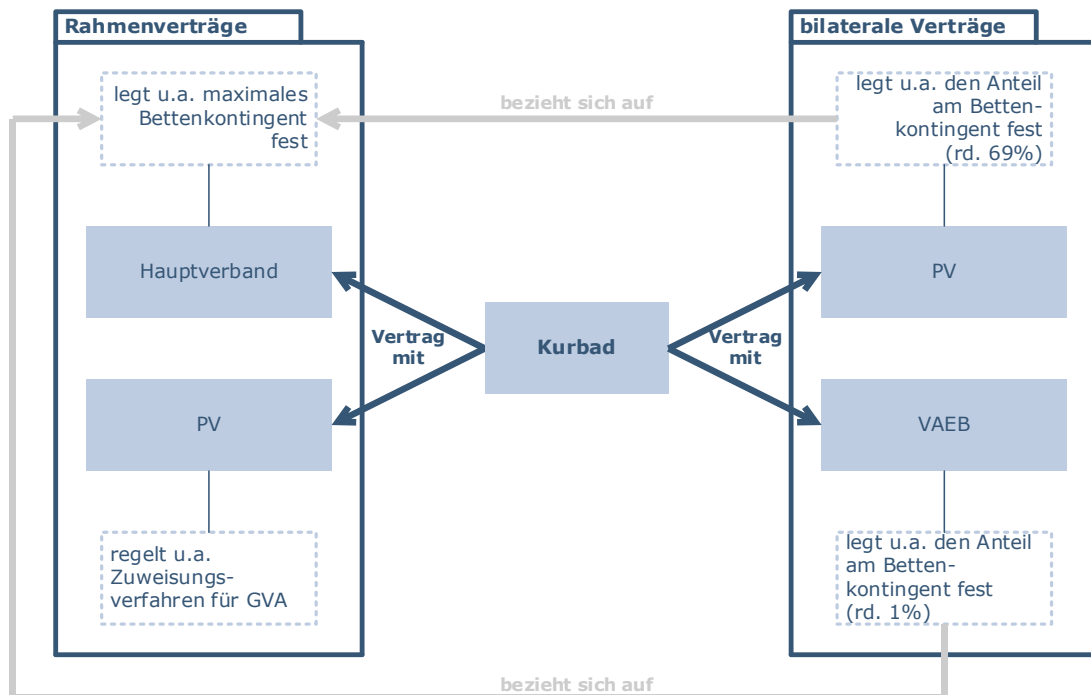 Rahmenverträge
bilaterale Verträge
legt u.a. maximales
Bettenkontingent
fest
bezieht sich auf
legt u.a. den Anteil
am Betten-
kontingent fest
(rd. 69%)
Hauptverband
PV
Vertrag
mit
Kurbad
Vertrag
mit
PV
VAEB
regelt u.a.
Zuweisungs-
verfahren für GVA
legt u.a. den Anteil
am Betten-
kontingent fest
(rd. 1%)
bezieht sich auf